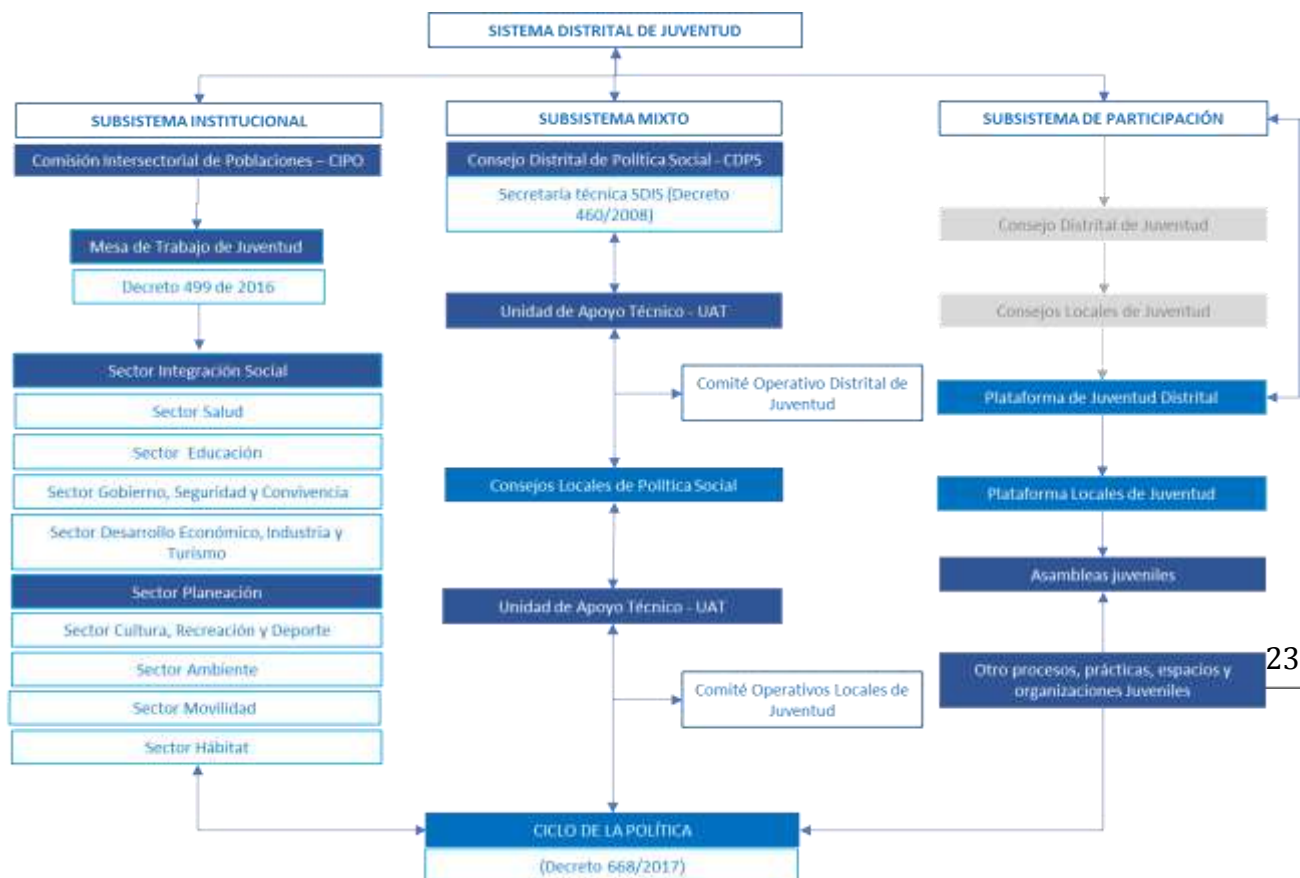 SISTEMA DISTRITAL DE JUVENTUD
SUBSISTEMA INSTITUCIONAL
Comisión Intersectorial de Poblaciones – CIPO
Mesa de Trabajo de Juventud
Decreto 499 de 2016
Sector Integración Social
Sector Salud
Sector Educación
Sector Gobierno, Seguridad y Convivencia
Sector Desarrollo Económico, Industria y
Turismo
Sector Planeación
Sector Cultura, Recreación y Deporte
Sector Ambiente
Sector Movilidad
Sector Hábitat
SUBSISTEMA MIXTO
Consejo Distrital de Política Social - CDPS
Secretaría técnica SDIS (Decreto
460/2008)
Unidad de Apoyo Técnico - UAT
Comité Operativo Distrital de
Juventud
Consejos Locales de Política Social
Unidad de Apoyo Técnico - UAT
Comité Operativos Locales de
Juventud
SUBSISTEMA DE PARTICIPACIÓN
Consejo Distrital de Juventud
Consejos Locales de Juventud
Plataforma de Juventud Distrital
Plataforma Locales de Juventud
Asambleas juveniles
Otro procesos, prácticas, espacios y
organizaciones Juveniles
23
CICLO DE LA POLÍTICA
(Decreto 668/2017)